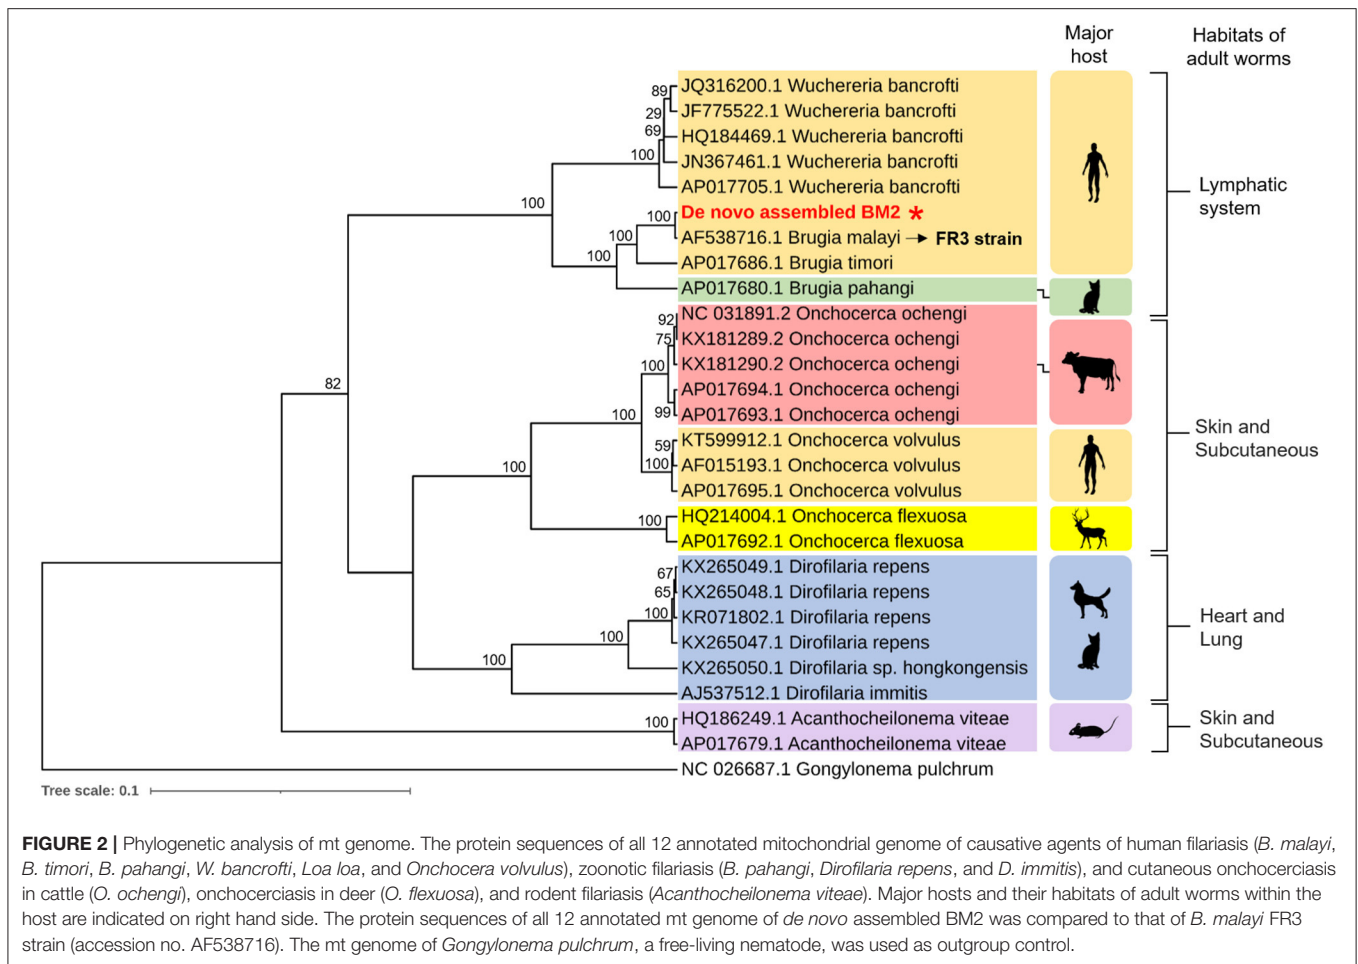 Major
host
Habitats of
adult worms
JQ316200.1 Wuchereria bancrofti
JF775522.1 Wuchereria bancrofti
HQ184469.1 Wuchereria bancrofti
JN367461.1 Wuchereria bancrofti
AP017705.1 Wuchereria bancrofti
De novo assembled BM2 *
AF538716.1 Brugia malayi → FR3 strain
AP017686.1 Brugia timori
AP017680.1 Brugia pahangi
NC 031891.2 Onchocerca ochengi
KX181289.2 Onchocerca ochengi
KX181290.2 Onchocerca ochengi
AP017694.1 Onchocerca ochengi
AP017693.1 Onchocerca ochengi
KT599912.1 Onchocerca volvulus
AF015193.1 Onchocerca volvulus
AP017695.1 Onchocerca volvulus
HQ214004.1 Onchocerca flexuosa
AP017692.1 Onchocerca flexuosa
KX265049.1 Dirofilaria repens
KX265048.1 Dirofilaria repens
KR071802.1 Dirofilaria repens
KX265047.1 Dirofilaria repens
KX265050.1 Dirofilaria sp. hongkongensis
AJ537512.1 Dirofilaria immitis
HQ186249.1 Acanthocheilonema viteae
AP017679.1 Acanthocheilonema viteae
NC 026687.1 Gongylonema pulchrum
89
29
69
100
100
100
100
100
82
92
75
100
99
100
59
100
100
100
67
65
100
100
100
100
Lymphatic
system
Skin and
Subcutaneous
Heart and
Lung
Skin and
Subcutaneous
Tree scale: 0.1
FIGURE 2 | Phylogenetic analysis of mt genome. The protein sequences of all 12 annotated mitochondrial genome of causative agents of human filariasis (B. malayi,
B. timori, B. pahangi, W. bancrofti, Loa loa, and Onchocera volvulus), zoonotic filariasis (B. pahangi, Dirofilaria repens, and D. immitis), and cutaneous onchocerciasis
in cattle (O. ochengi), onchocerciasis in deer (O. flexuosa), and rodent filariasis (Acanthocheilonema viteae). Major hosts and their habitats of adult worms within the
host are indicated on right hand side. The protein sequences of all 12 annotated mt genome of de novo assembled BM2 was compared to that of B. malayi FR3
strain (accession no. AF538716). The mt genome of Gongylonema pulchrum, a free-living nematode, was used as outgroup control.